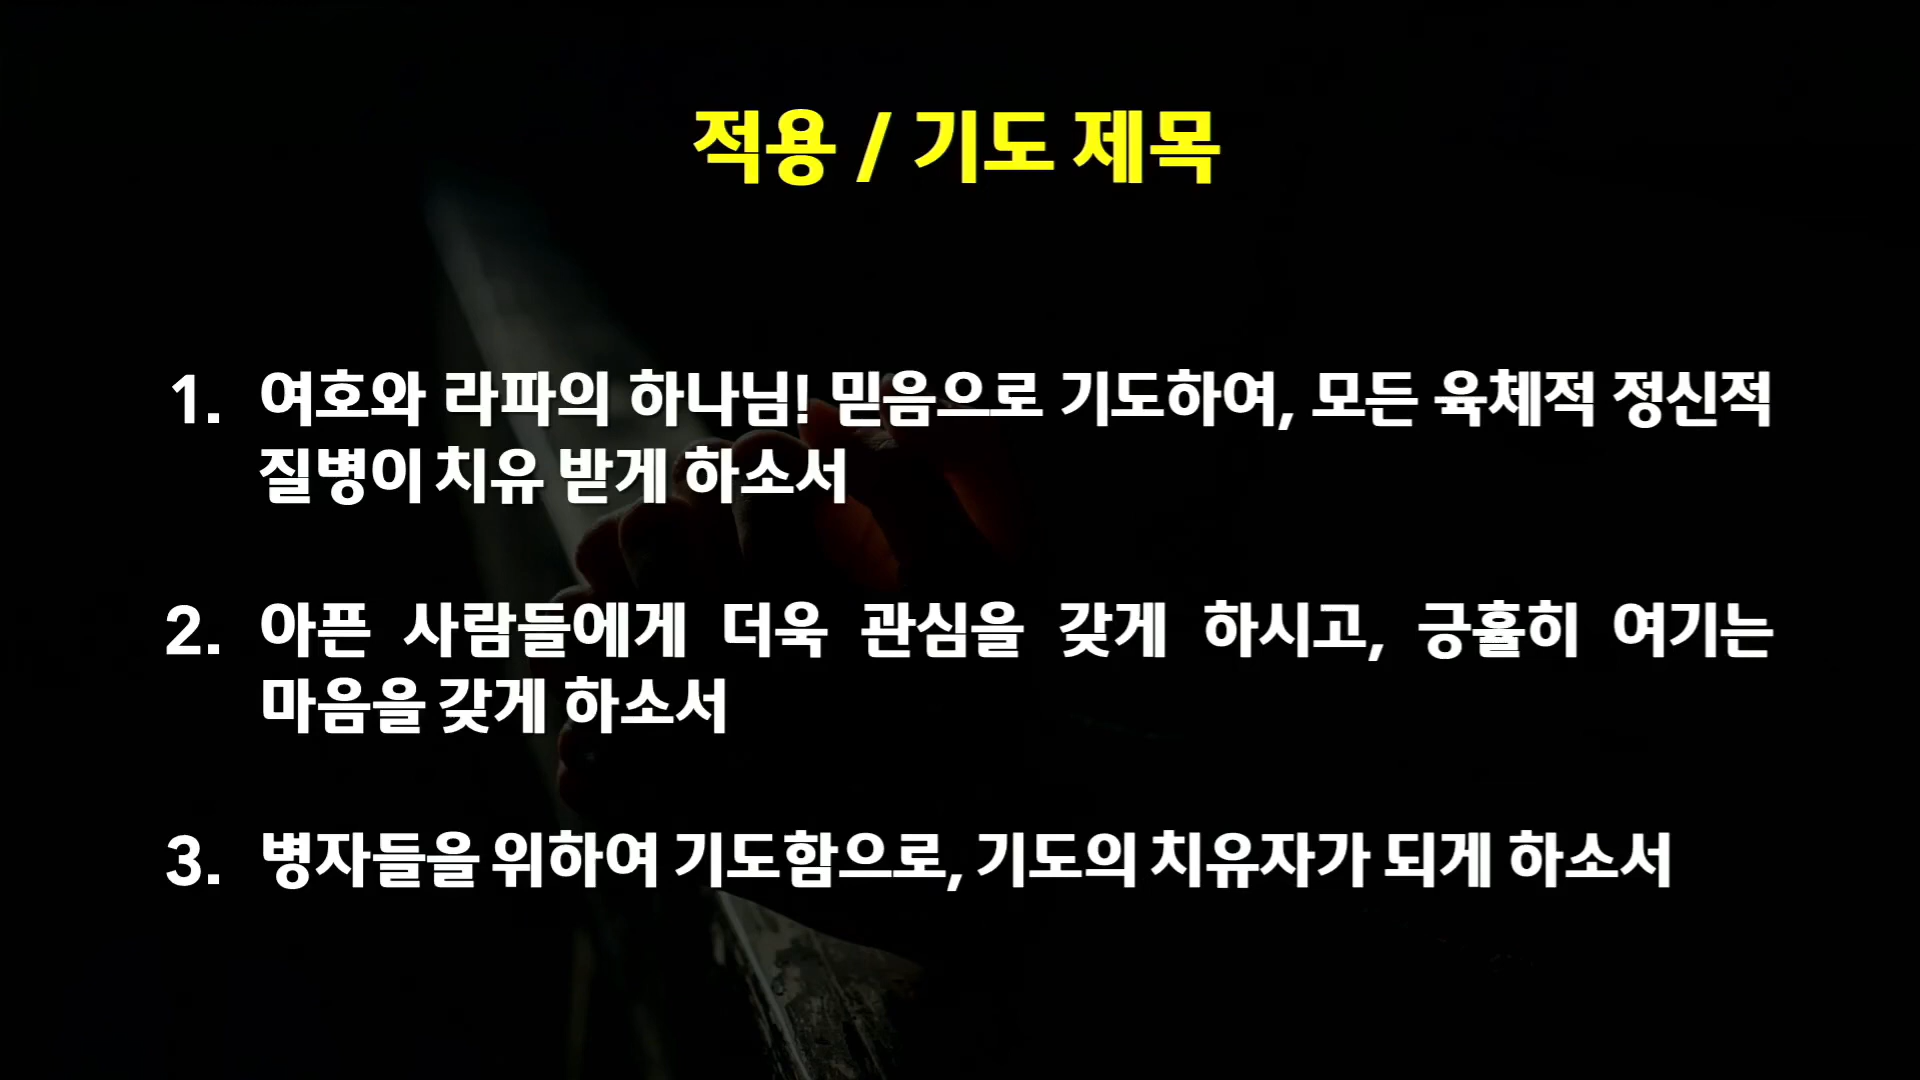 적용 / 기도 제목
1. 여호와 라파의 하나님! 믿음으로 기도하여, 모든 육체적 정신적
질병이 치유 받게 하소서
2. 아픈 사람들에게 더욱 관심을 갖게 하시고, 긍휼히 여기는
마음을 갖게 하소서
3. 병자들을 위하여 기도함으로, 기도의 치유자가 되게 하소서